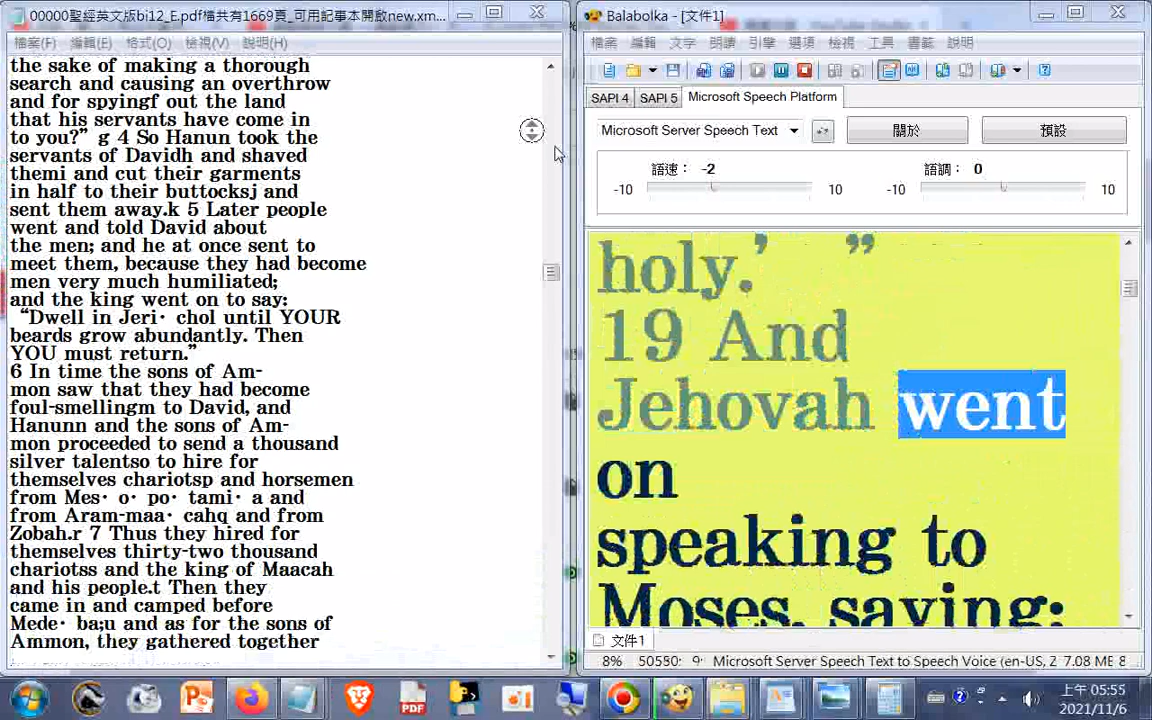 00000聖經英文版bi12_E.pdf檔共有1669頁_可用記事本開啟new.xm...
檔案(F) 編輯(E) 格式(O) 檢視(V) 說明(H)
the sake of making a thorough
search and causing an overthrow
and for spyingf out the land
that his servants have come in
to you?” g 4 So Hanun took the
servants of Davidh and shaved
themi and cut their garments
in half to their buttocksj and
sent them away.k 5 Later people
went and told David about
the men; and he at once sent to
meet them, because they had become
men very much humiliated;
and the king went on to say:
“Dwell in Jeri· chol until YOUR
beards grow abundantly. Then
YOU must return.”
6 In time the sons of Am-
mon saw that they had become
foul-smellingm to David, and
Hanunn and the sons of Am-
mon proceeded to send a thousand
silver talentso to hire for
themselves chariotsp and horsemen
from Mes· o· po· tami· a and
from Aram-maa· cahq and from
Zobah.r 7 Thus they hired for
themselves thirty-two thousand
chariotss and the king of Maacah
and his people.t Then they
came in and camped before
Mede· ba;u and as for the sons of
Ammon, they gathered together
Balabolka - [文件1]
檔案 編輯 文字 朗讀 引擎 選項 檢視 工具 書籤 說明
SAPI 4 SAPI 5 Microsoft Speech Platform
Microsoft Server Speech Text 關於 預設
語速： -2 語調： 0
-10 10 -10 10
holy.’ ”
19 And
Jehovah went
on
speaking to
Moses, saying:
文件1
8% 50550: 9 Microsoft Server Speech Text to Speech Voice (en-US, Z 7.08 MB 8
PDF
上午 05:55
2021/11/6